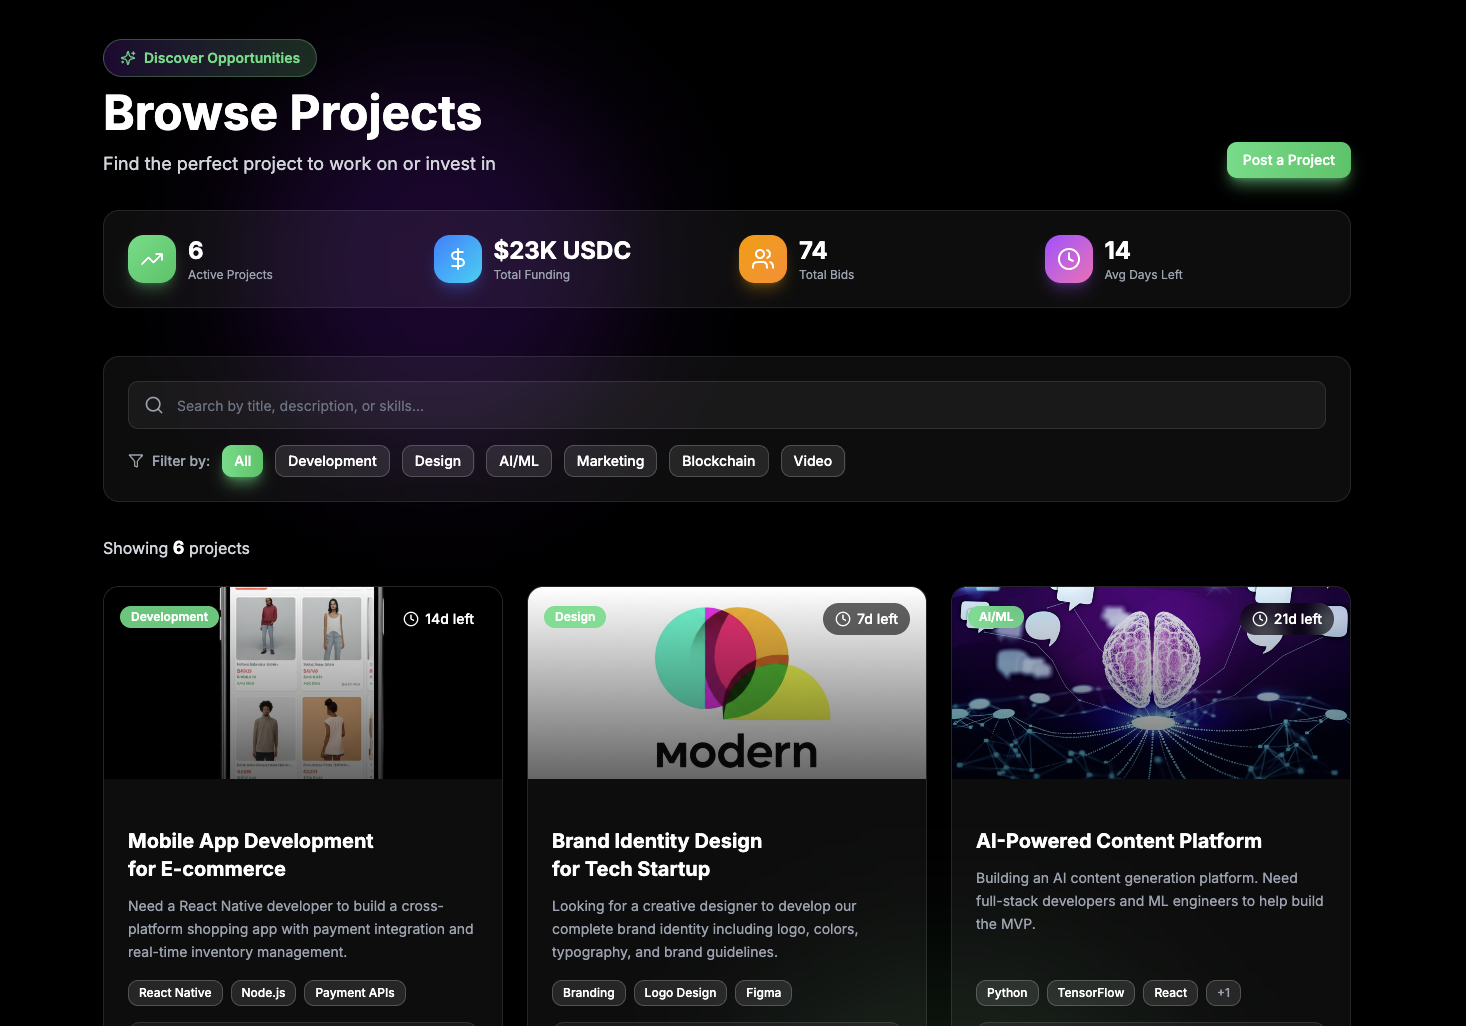 Discover Opportunities
Browse Projects
Find the perfect project to work on or invest in
Post a Project
6
Active Projects
$23K USDC
Total Funding
74
Total Bids
14
Avg Days Left
Search by title, description, or skills...
Filter by:
All
Development
Design
AI/ML
Marketing
Blockchain
Video
Showing 6 projects
Development
14d left
Design
7d left
Modern
AI/ML
21d left
Mobile App Development
for E-commerce
Need a React Native developer to build a cross-
platform shopping app with payment integration and
real-time inventory management.
React Native
Node.js
Payment APIs
Brand Identity Design
for Tech Startup
Looking for a creative designer to develop our
complete brand identity including logo, colors,
typography, and brand guidelines.
Branding
Logo Design
Figma
AI-Powered Content Platform
Building an AI content generation platform. Need
full-stack developers and ML engineers to help build
the MVP.
Python
TensorFlow
React
+1